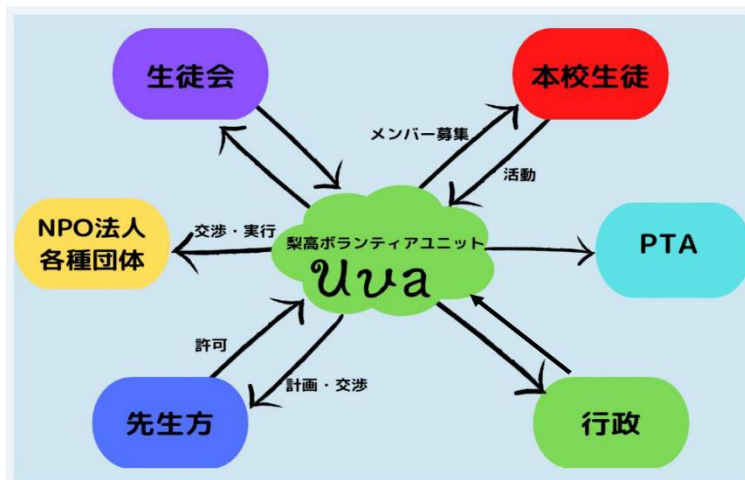 生徒会
本校生徒
メンバー募集
活動
NPO法人
各種団体
交渉・実行
梨高ボランティアユニット
Uva
PTA
許可
計画・交渉
先生方
行政